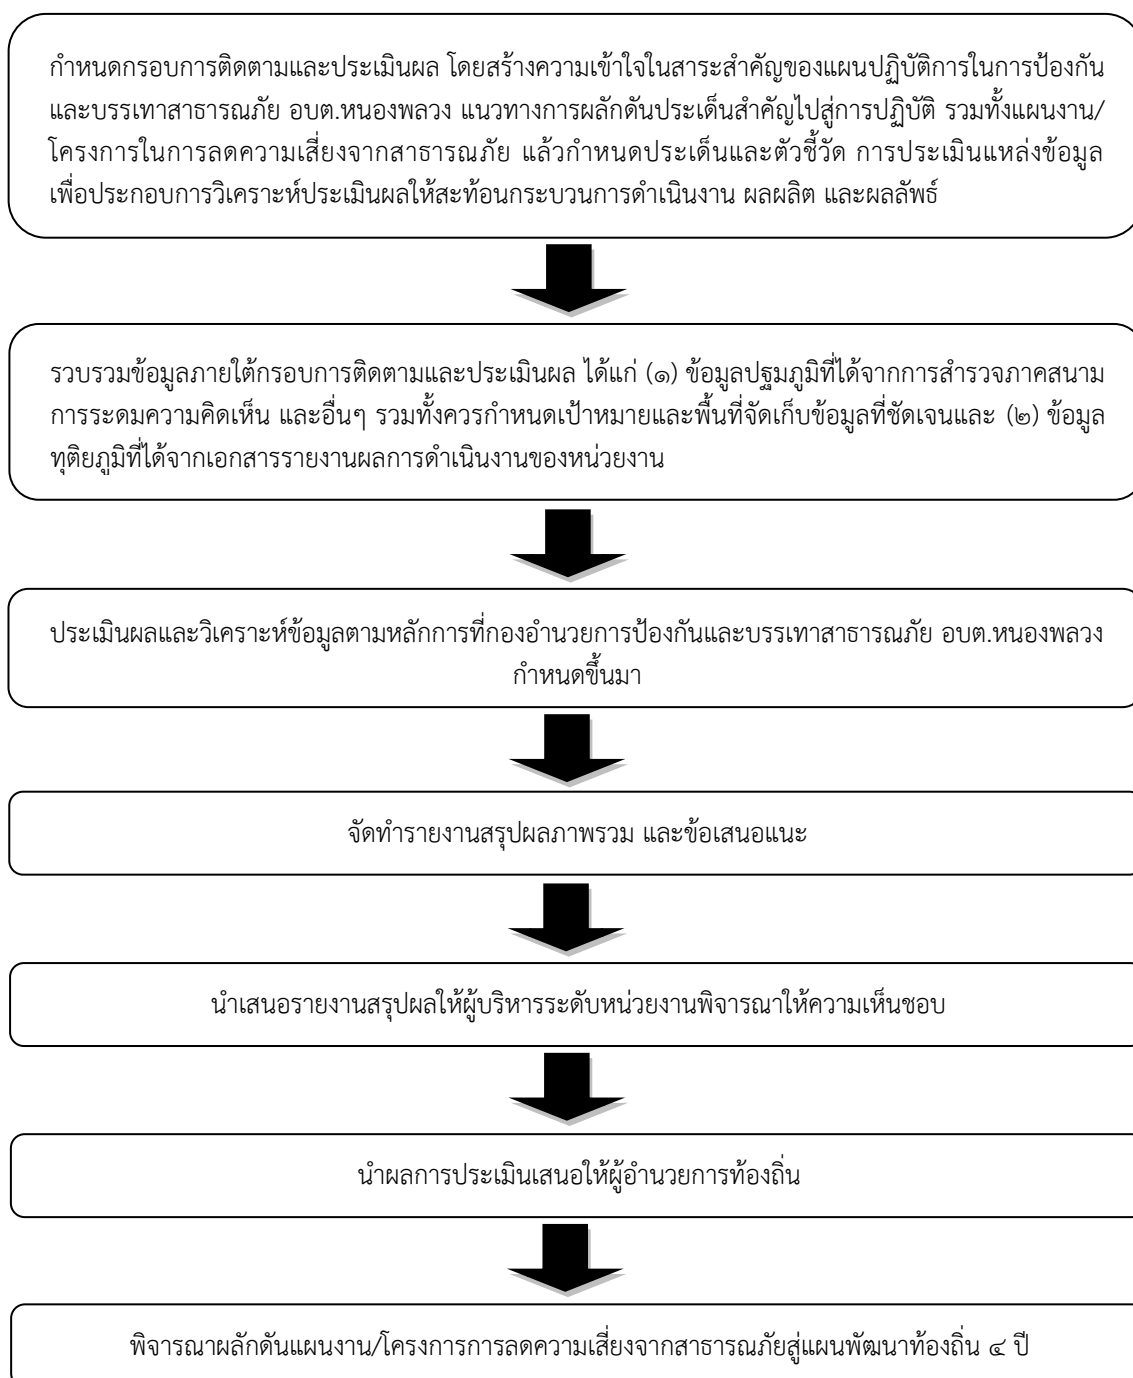 กำหนดกรอบการติดตามและประเมินผล โดยสร้างความเข้าใจในสาระสำคัญของแผนปฏิบัติการในการป้องกัน
และบรรเทาสาธารณภัย อบต.หนองพลวง แนวทางการผลักดันประเด็นสำคัญไปสู่การปฏิบัติ รวมทั้งแผนงาน/
โครงการในการลดความเสี่ยงจากสาธารณภัย แล้วกำหนดประเด็นและตัวชี้วัด การประเมินแหล่งข้อมูล
เพื่อประกอบการวิเคราะห์ประเมินผลให้สะท้อนกระบวนการดำเนินงาน ผลผลิต และผลลัพธ์
รวบรวมข้อมูลภายใต้กรอบการติดตามและประเมินผล ได้แก่ (๑) ข้อมูลปฐมภูมิที่ได้จากการสำรวจภาคสนาม
การระดมความคิดเห็น และอื่นๆ รวมทั้งควรกำหนดเป้าหมายและพื้นที่จัดเก็บข้อมูลที่ชัดเจนและ (๒) ข้อมูล
ทุติยภูมิที่ได้จากเอกสารรายงานผลการดำเนินงานของหน่วยงาน
ประเมินผลและวิเคราะห์ข้อมูลตามหลักการที่กองอำนวยการป้องกันและบรรเทาสาธารณภัย อบต.หนองพลวง
กำหนดขึ้นมา
จัดทำรายงานสรุปผลภาพรวม และข้อเสนอแนะ
นำเสนอรายงานสรุปผลให้ผู้บริหารระดับหน่วยงานพิจารณาให้ความเห็นชอบ
นำผลการประเมินเสนอให้ผู้อำนวยการท้องถิ่น
พิจารณาผลักดันแผนงาน/โครงการการลดความเสี่ยงจากสาธารณภัยสู่แผนพัฒนาท้องถิ่น ๔ ปี